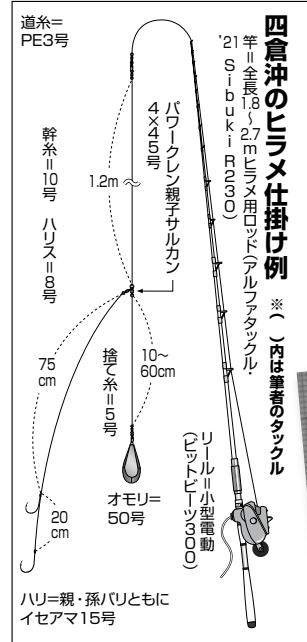 四倉沖のヒラメ仕掛け例
※( )内は筆者のタックル
竿＝全長1.8〜2.7mヒラメ用ロッド(アルファタックル・
'21 Sibuki R230)
道糸＝
PE3号
パワークレン親子サルカン
4×45号
1.2m
幹糸＝10号 ハリス＝8号
75
cm
10〜
60cm
捨て糸＝5号
リール＝小型電動
(ビットビーツ300)
オモリ＝
50号
20
cm
ハリ＝親・孫バリともに
イセアマ15号